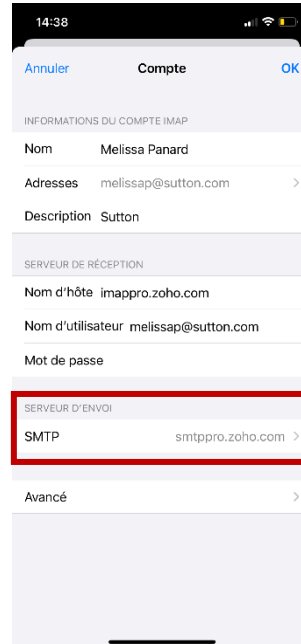 14:38
Annuler Compte OK
INFORMATIONS DU COMPTE IMAP
Nom Melissa Panard
Adresses melissap@sutton.com
Description Sutton
SERVEUR DE RÉCEPTION
Nom d'hôte imappro.zoho.com
Nom d'utilisateur melissap@sutton.com
Mot de passe
SERVEUR D'ENVOI
SMTP smtppro.zoho.com
Avancé